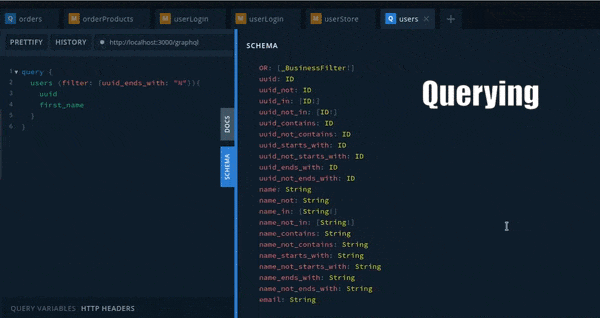 orders
orderProducts
userLogin
userLogin
userStore
users
PRETTIFY
HISTORY
http://localhost:3000/graphql
1 query {
2 users (filter: {uuid_ends_with: "N"}){
3 uuid
4 first_name
5 }
6 }
DOCS
SCHEMA
QUERY VARIABLES
HTTP HEADERS
SCHEMA
OR: [_BusinessFilter!]
uuid: ID
uuid_not: ID
uuid_in: [ID!]
uuid_not_in: [ID!]
uuid_contains: ID
uuid_not_contains: ID
uuid_starts_with: ID
uuid_not_starts_with: ID
uuid_ends_with: ID
uuid_not_ends_with: ID
name: String
name_not: String
name_in: [String!]
name_not_in: [String!]
name_contains: String
name_not_contains: String
name_starts_with: String
name_not_starts_with: String
name_ends_with: String
name_not_ends_with: String
email: String
Querying